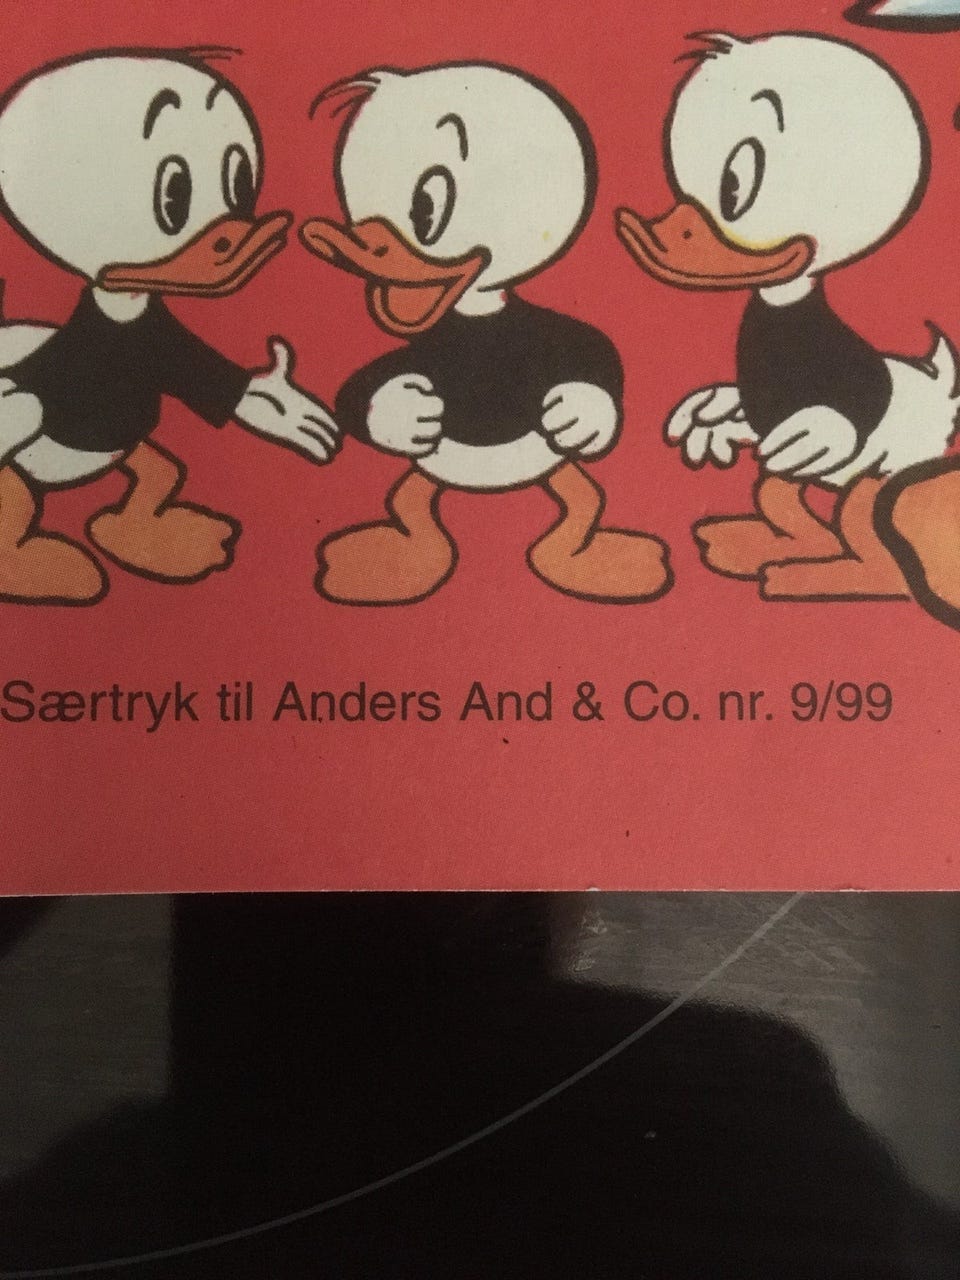 Særtryk til Anders And & Co. nr. 9/99